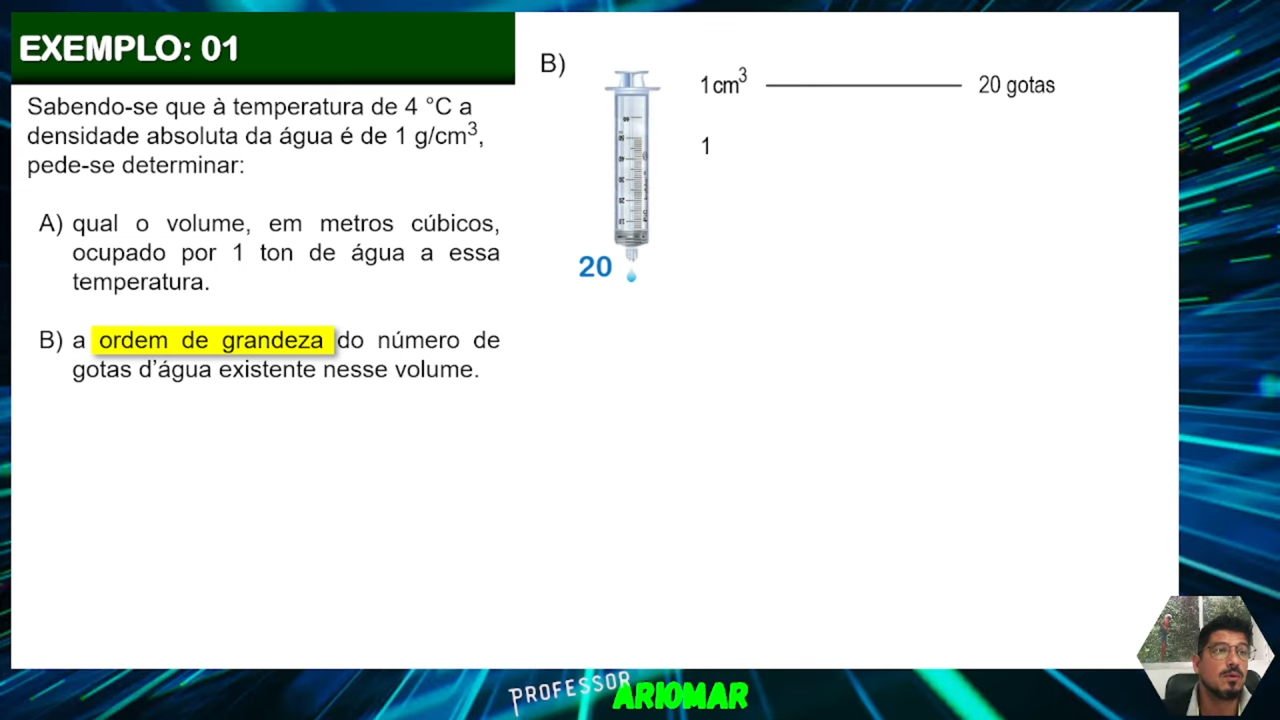 EXEMPLO: 01
Sabendo-se que à temperatura de 4 °C a
densidade absoluta da água é de 1 g/cm³,
pede-se determinar:
A) qual o volume, em metros cúbicos,
ocupado por 1 ton de água a essa
temperatura.
B) a ordem de grandeza do número de
gotas d'água existente nesse volume.
B)
1cm³ 20 gotas
1
20
PROFESSOR
ARIOMAR